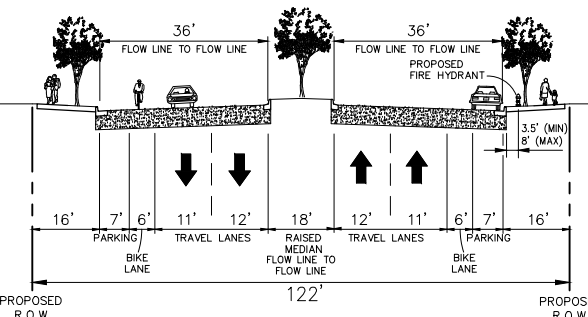 36' 36'
FLOW LINE TO FLOW LINE FLOW LINE TO FLOW LINE
PROPOSED
FIRE HYDRANT
3.5' (MIN)
8' (MAX)
16' 7' 6' 11' 12' 18' 12' 11' 6' 7' 16'
PARKING TRAVEL LANES RAISED TRAVEL LANES PARKING
BIKE MEDIAN BIKE
LANE FLOW LINE TO LANE
FLOW LINE
122'
PROPOSED PROPOS
R.O.W. R.O.W